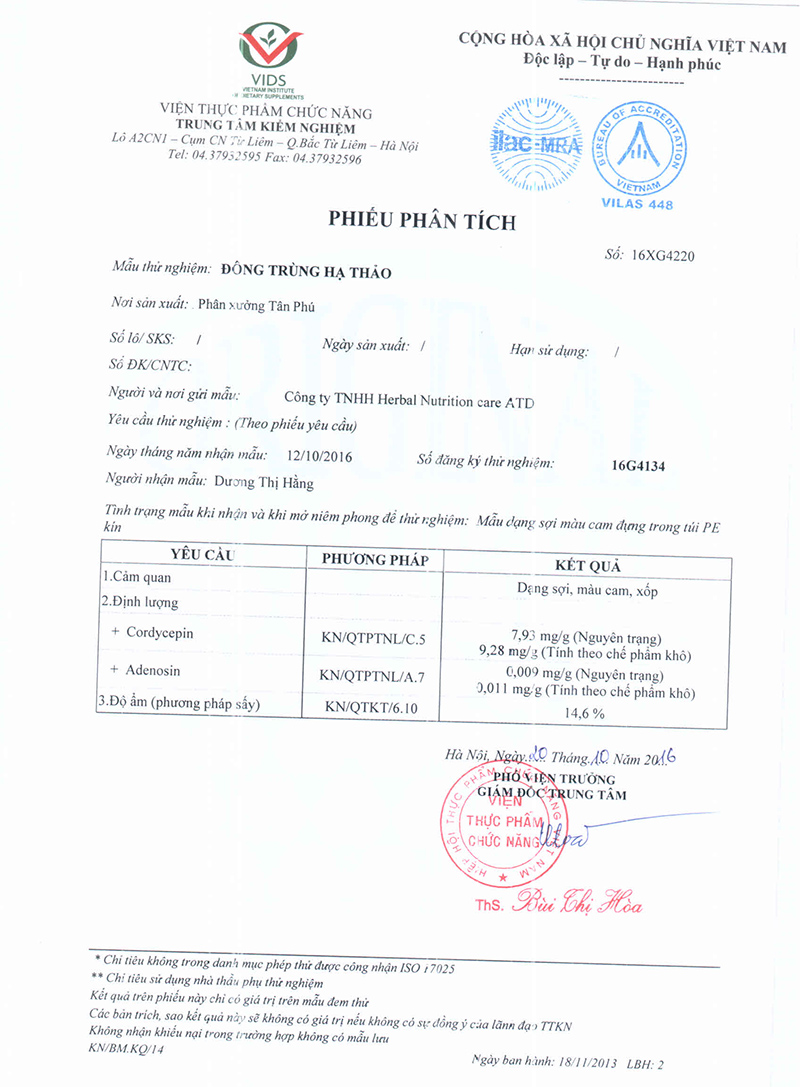 VIDS
VIETNAM INSTITUTE
DIETARY SUPPLEMENTS
VIỆN THỰC PHẨM CHỨC NĂNG
TRUNG TÂM KIỂM NGHIỆM
Lô A2CN1 – Cụm CN Từ Liêm – Q.Bắc Từ Liêm – Hà Nội
Tel: 04.37932595 Fax: 04.37932596
CỘNG HÒA XÃ HỘI CHỦ NGHĨA VIỆT NAM
Độc lập – Tự do – Hạnh phúc
ilac-MRA
BUREAU OF ACCREDITATION
VIETNAM
VILAS 448
PHIẾU PHÂN TÍCH
Số: 16XG4220
Mẫu thử nghiệm: ĐÔNG TRÙNG HẠ THẢO
Nơi sản xuất: Phân xưởng Tân Phú
Số lô/ SKS: / Ngày sản xuất: / Hạn sử dụng: /
Số ĐK/CNTC:
Người và nơi gửi mẫu: Công ty TNHH Herbal Nutrition care ATD
Yêu cầu thử nghiệm : (Theo phiếu yêu cầu)
Ngày tháng năm nhận mẫu: 12/10/2016 Số đăng ký thử nghiệm: 16G4134
Người nhận mẫu: Dương Thị Hằng
Tình trạng mẫu khi nhận và khi mở niêm phong để thử nghiệm: Mẫu dạng sợi màu cam đựng trong túi PE
kín
YÊU CẦU PHƯƠNG PHÁP KẾT QUẢ
1.Cảm quan Dạng sợi, màu cam, xốp
2.Định lượng
+ Cordycepin KN/QTPTNL/C.5 7,93 mg/g (Nguyên trạng)
9,28 mg/g (Tính theo chế phẩm khô)
+ Adenosin KN/QTPTNL/A.7 0,009 mg/g (Nguyên trạng)
0,011 mg/g (Tính theo chế phẩm khô)
3.Độ ẩm (phương pháp sấy) KN/QTKT/6.10 14,6 %
Hà Nội, Ngày 20 Tháng 10 Năm 2016
PHÓ VIỆN TRƯỞNG
GIÁM ĐỐC TRUNG TÂM
HIỆP HỘI THỰC PHẨM CHỨC NĂNG VIỆT NAM
VIỆN
THỰC PHẨM
CHỨC NĂNG
ThS. Bùi Thị Hòa
* Chỉ tiêu không trong danh mục phép thử được công nhận ISO 17025
** Chỉ tiêu sử dụng nhà thầu phụ thử nghiệm
Kết quả trên phiếu này chỉ có giá trị trên mẫu đem thử
Các bản trích, sao kết quả này sẽ không có giá trị nếu không có sự đồng ý của lãnh đạo TTKN
Không nhận khiếu nại trong trường hợp không có mẫu lưu
KN/BM.KQ/14
Ngày ban hành: 18/11/2013 LBH: 2